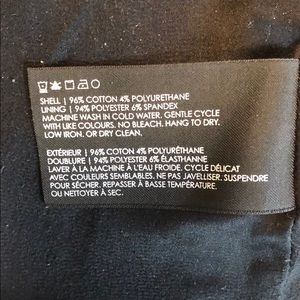 SHELL | 96% COTTON 4% POLYURETHANE
LINING | 94% POLYESTER 6% SPANDEX
MACHINE WASH IN COLD WATER. GENTLE CYCLE
WITH LIKE COLOURS. NO BLEACH. HANG TO DRY.
LOW IRON. OR DRY CLEAN.
EXTÉRIEUR | 96% COTON 4% POLYURÉTHANE
DOUBLURE | 94% POLYESTER 6% ÉLASTHANNE
LAVER À LA MACHINE À L'EAU FROIDE. CYCLE DÉLICAT
AVEC COULEURS SEMBLABLES. NE PAS JAVELLISER. SUSPENDRE
POUR SÉCHER. REPASSER À BASSE TEMPÉRATURE.
OU NETTOYER À SEC.